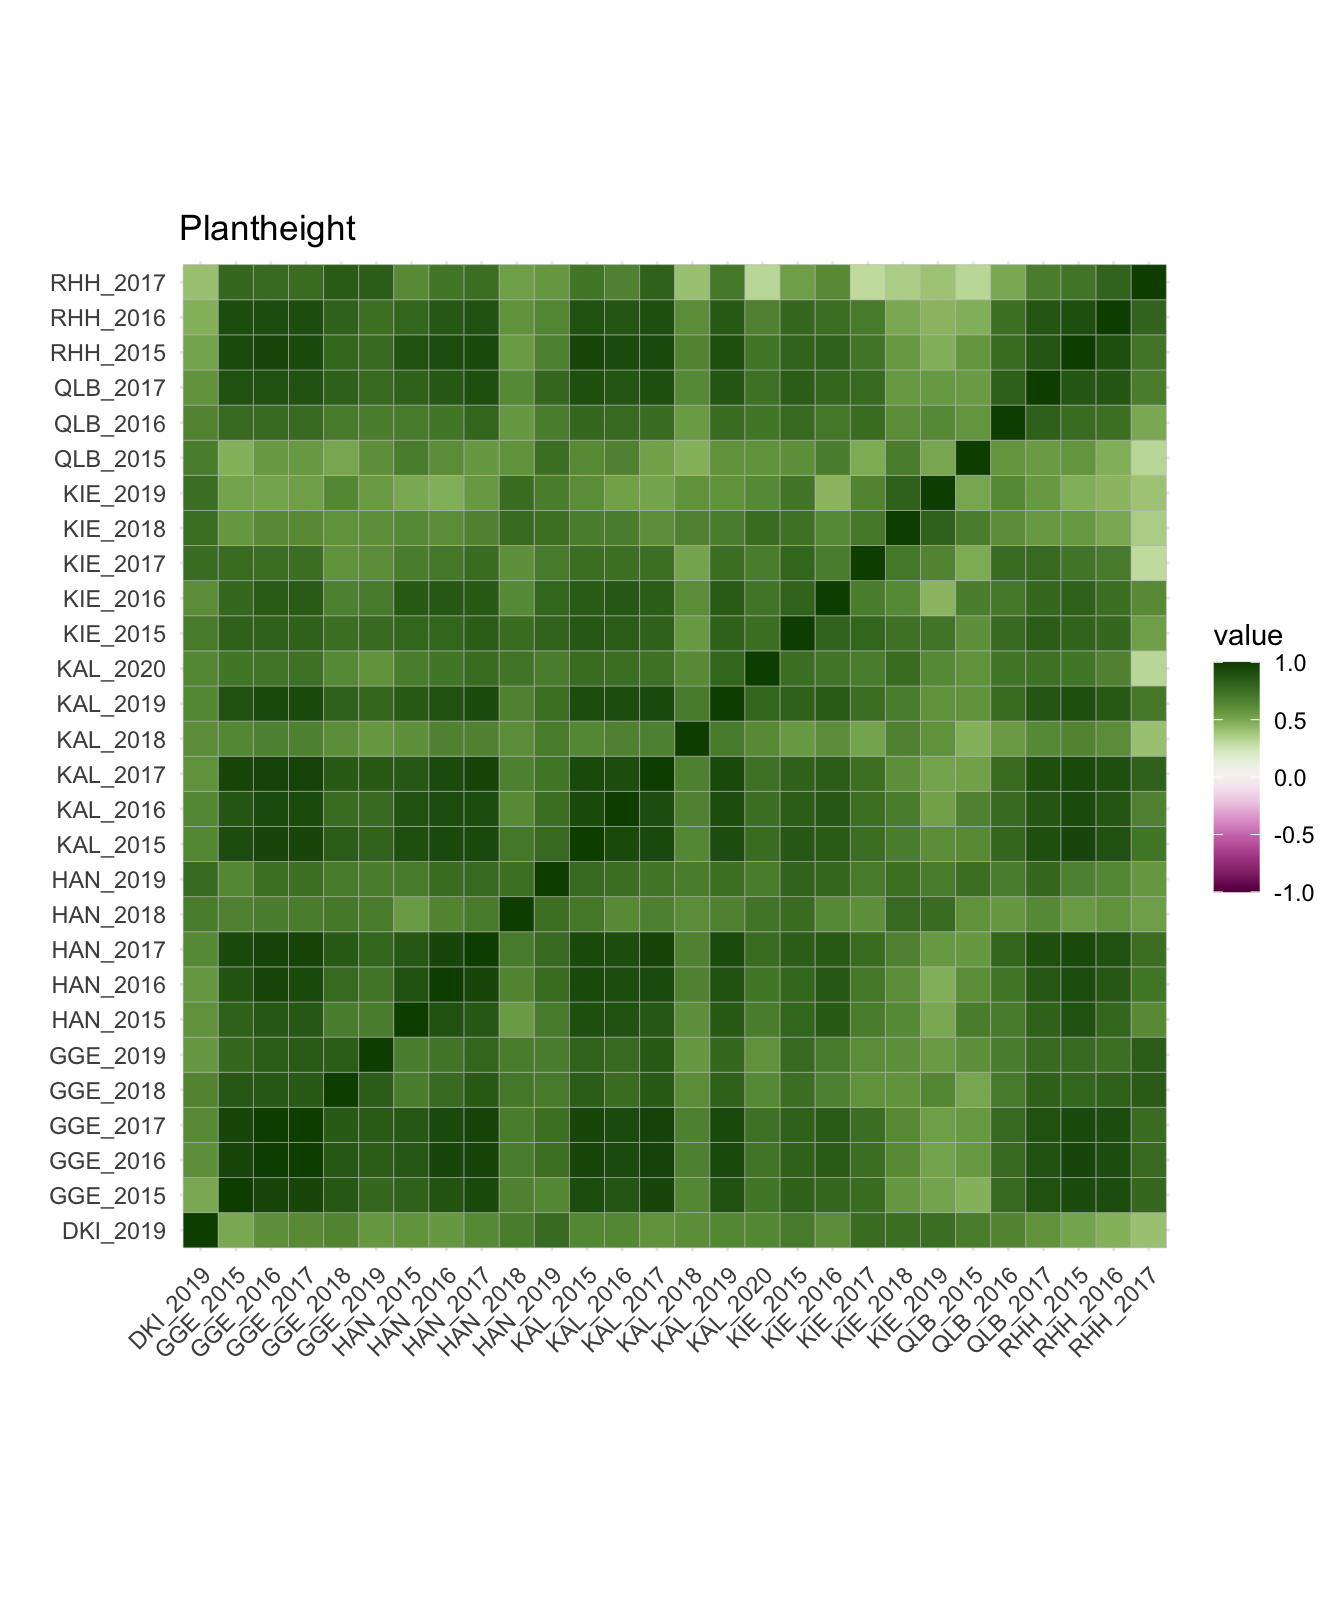 Plantheight
RHH_2017
RHH_2016
RHH_2015
QLB_2017
QLB_2016
QLB_2015
KIE_2019
KIE_2018
KIE_2017
KIE_2016
KIE_2015
KAL_2020
KAL_2019
KAL_2018
KAL_2017
KAL_2016
KAL_2015
HAN_2019
HAN_2018
HAN_2017
HAN_2016
HAN_2015
GGE_2019
GGE_2018
GGE_2017
GGE_2016
GGE_2015
DKI_2019
DKI_2019
GGE_2015
GGE_2016
GGE_2017
GGE_2018
GGE_2019
HAN_2015
HAN_2016
HAN_2017
HAN_2018
HAN_2019
KAL_2015
KAL_2016
KAL_2017
KAL_2018
KAL_2019
KAL_2020
KIE_2015
KIE_2016
KIE_2017
KIE_2018
KIE_2019
QLB_2015
QLB_2016
QLB_2017
RHH_2015
RHH_2016
RHH_2017
value
1.0
0.5
0.0
-0.5
-1.0